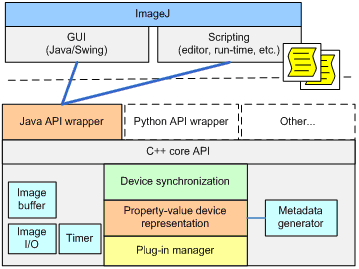 ImageJ
GUI
(Java/Swing)
Scripting
(editor, run-time, etc.)
Java API wrapper
Python API wrapper
Other...
C++ core API
Device synchronization
Image
buffer
Property-value device
representation
Metadata
generator
Image
I/O
Timer
Plug-in manager